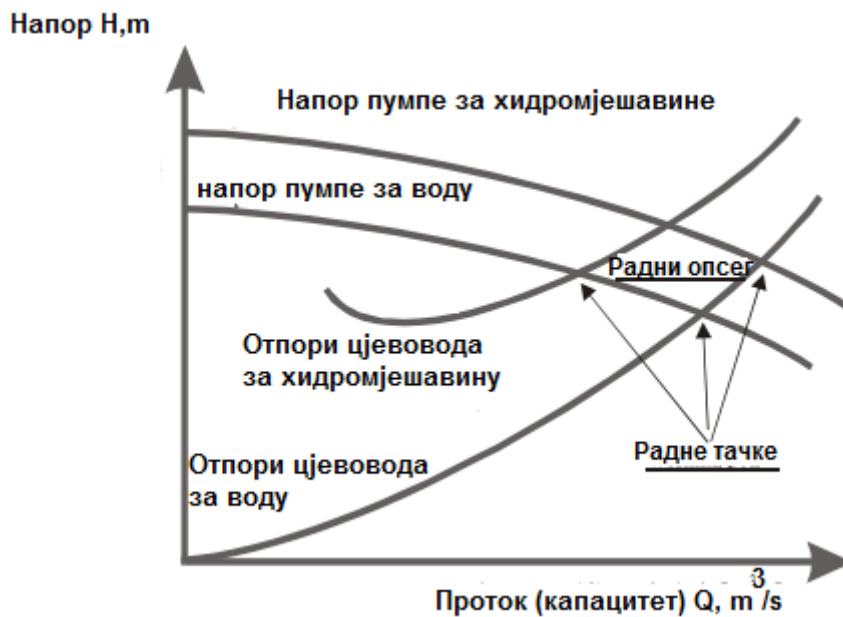 Напор H,m
Напор пумпе за хидромјешавине
напор пумпе за воду
Радни опсег
Отпори цјевовода
за хидромјешавину
Отпори цјевовода
за воду
Радне тачке
Проток (капацитет) Q, m³/s